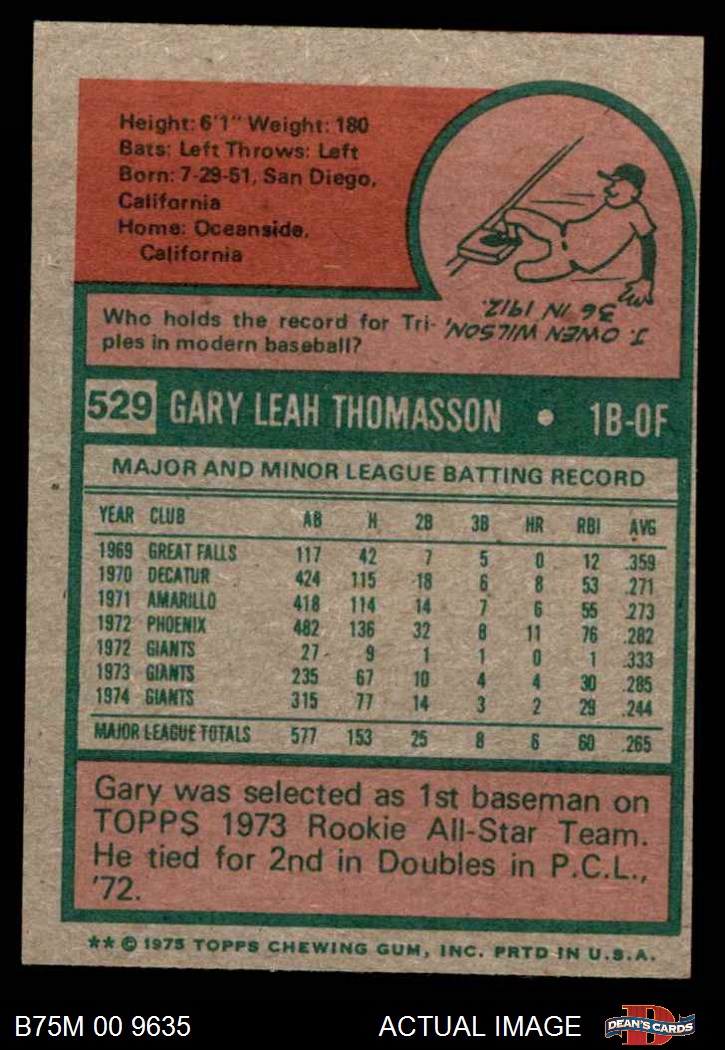 Height: 6'1" Weight: 180
Bats: Left Throws: Left
Born: 7-29-51, San Diego,
California
Home: Oceanside,
California
Who holds the record for Tri-
ples in modern baseball?
J. OWEN WILSON,
36 IN 1912.
529 GARY LEAH THOMASSON • 1B-OF
MAJOR AND MINOR LEAGUE BATTING RECORD
YEAR CLUB AB H 2B 3B HR RBI AVG
1969 GREAT FALLS 117 42 7 5 0 12 .359
1970 DECATUR 424 115 18 6 8 53 .271
1971 AMARILLO 418 114 14 7 6 55 .273
1972 PHOENIX 482 136 32 8 11 76 .282
1972 GIANTS 27 9 1 1 0 1 .333
1973 GIANTS 235 67 10 4 4 30 .285
1974 GIANTS 315 77 14 3 2 29 .244
MAJOR LEAGUE TOTALS 577 153 25 8 6 60 .265
Gary was selected as 1st baseman on
TOPPS 1973 Rookie All-Star Team.
He tied for 2nd in Doubles in P.C.L.,
'72.
** © 1975 TOPPS CHEWING GUM, INC. PRTD IN U.S.A.
B75M 00 9635 ACTUAL IMAGE D DEAN'S CARDS